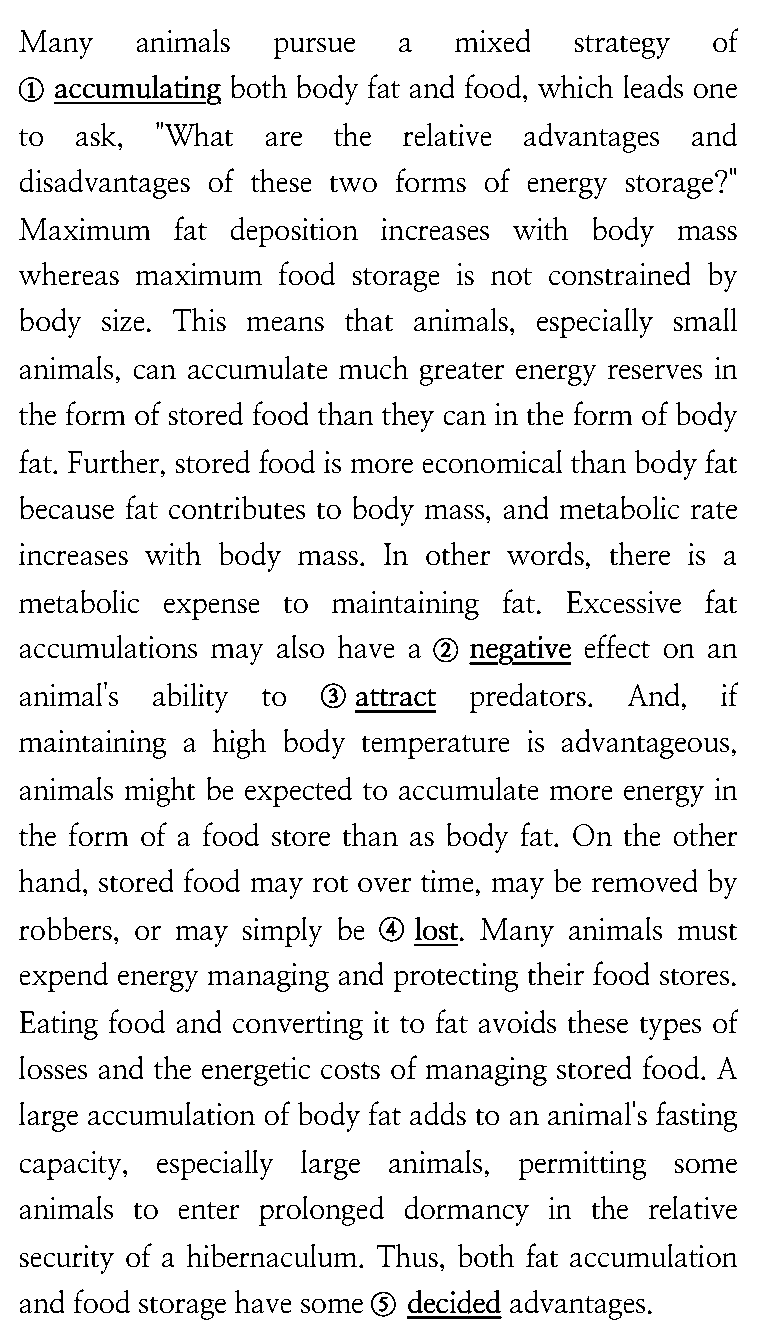 Many animals pursue a mixed strategy of
① accumulating both body fat and food, which leads one
to ask, "What are the relative advantages and
disadvantages of these two forms of energy storage?"
Maximum fat deposition increases with body mass
whereas maximum food storage is not constrained by
body size. This means that animals, especially small
animals, can accumulate much greater energy reserves in
the form of stored food than they can in the form of body
fat. Further, stored food is more economical than body fat
because fat contributes to body mass, and metabolic rate
increases with body mass. In other words, there is a
metabolic expense to maintaining fat. Excessive fat
accumulations may also have a ② negative effect on an
animal's ability to ③ attract predators. And, if
maintaining a high body temperature is advantageous,
animals might be expected to accumulate more energy in
the form of a food store than as body fat. On the other
hand, stored food may rot over time, may be removed by
robbers, or may simply be ④ lost. Many animals must
expend energy managing and protecting their food stores.
Eating food and converting it to fat avoids these types of
losses and the energetic costs of managing stored food. A
large accumulation of body fat adds to an animal's fasting
capacity, especially large animals, permitting some
animals to enter prolonged dormancy in the relative
security of a hibernaculum. Thus, both fat accumulation
and food storage have some ⑤ decided advantages.